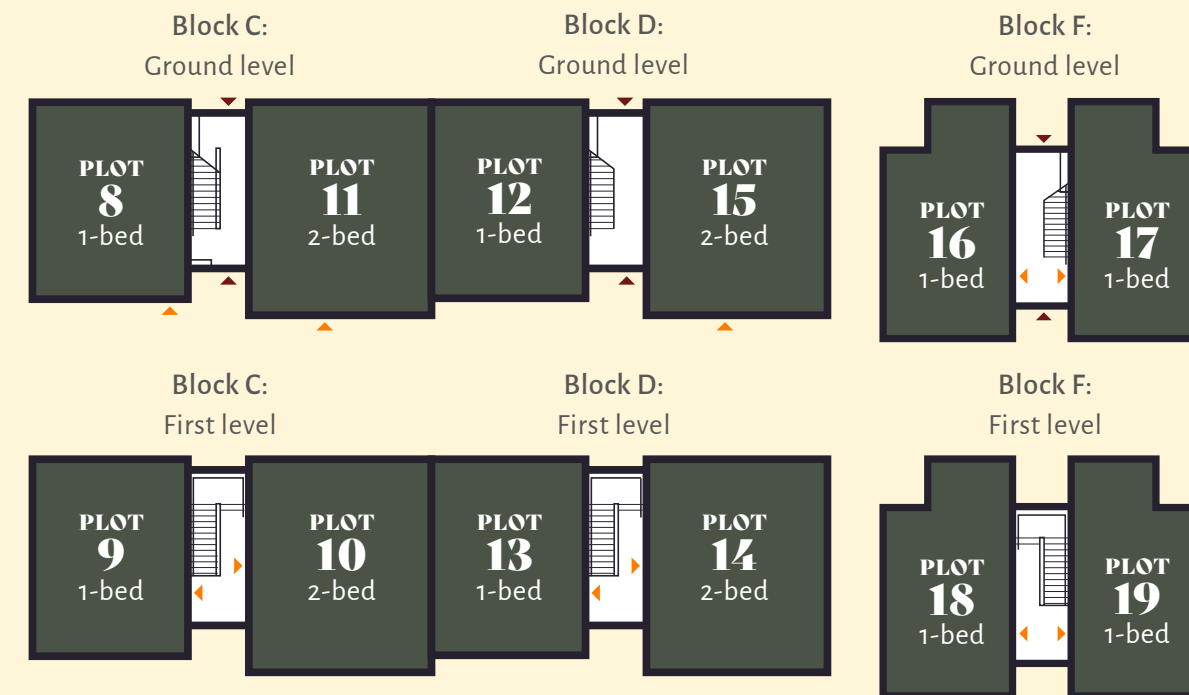 Block C:
Ground level
Block D:
Ground level
Block F:
Ground level
PLOT
8
1-bed
PLOT
11
2-bed
PLOT
12
1-bed
PLOT
15
2-bed
PLOT
16
1-bed
PLOT
17
1-bed
Block C:
First level
Block D:
First level
Block F:
First level
PLOT
9
1-bed
PLOT
10
2-bed
PLOT
13
1-bed
PLOT
14
2-bed
PLOT
18
1-bed
PLOT
19
1-bed